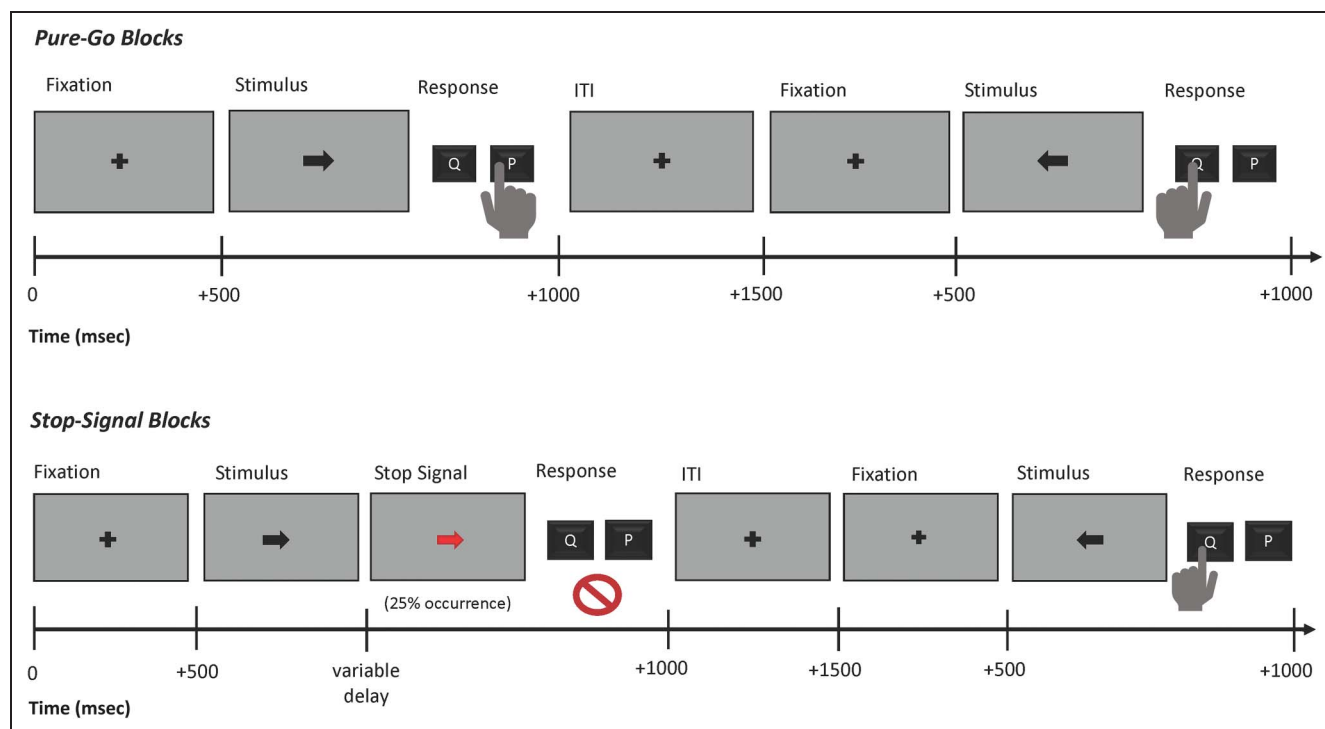 Pure-Go Blocks
Fixation
Stimulus
Response
ITI
Fixation
Stimulus
Response
Q
P
Q
P
0
+500
+1000
+1500
+500
+1000
Time (msec)
Stop-Signal Blocks
Fixation
Stimulus
Stop Signal
Response
ITI
Fixation
Stimulus
Response
Q
P
Q
P
(25% occurrence)
0
+500
variable
delay
+1000
+1500
+500
+1000
Time (msec)